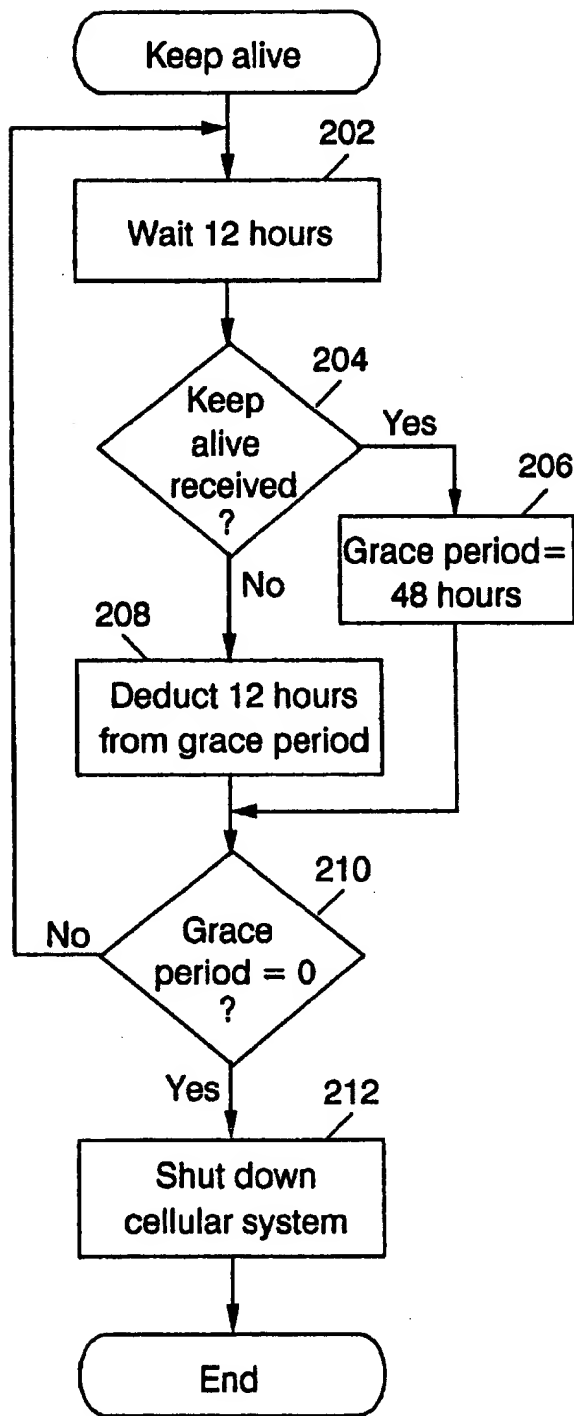 Keep alive
202
Wait 12 hours
204
Keep
alive
received
?
Yes
206
Grace period=
48 hours
No
208
Deduct 12 hours
from grace period
210
No
Grace
period = 0
?
Yes
212
Shut down
cellular system
End